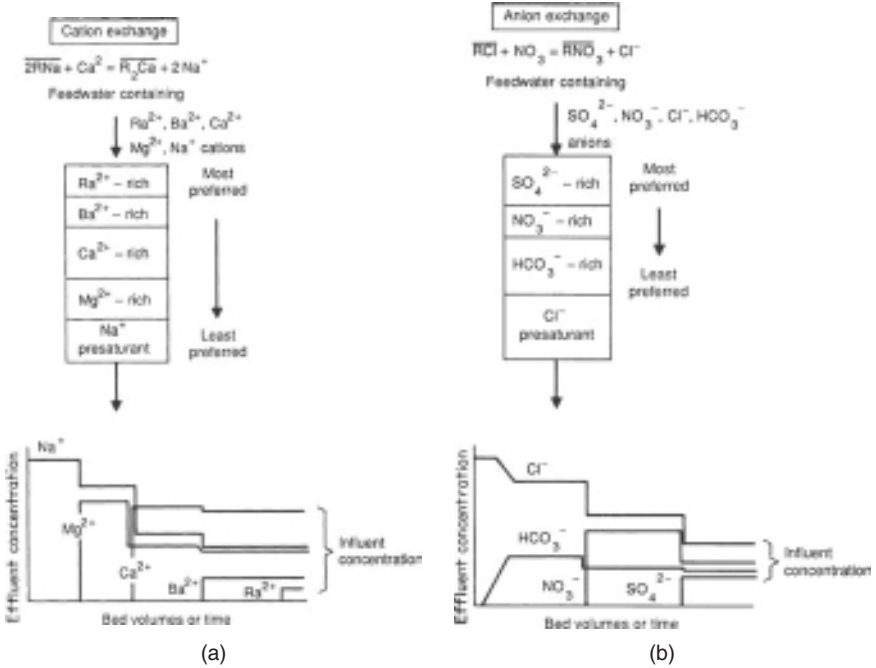 Cation exchange
2RNa + Ca² = R₂Ca + 2 Na⁺
Feedwater containing
Ra²⁺, Ba²⁺, Ca²⁺
Mg²⁺, Na⁺ cations
Ra²⁺ – rich
Ba²⁺ – rich
Ca²⁺ – rich
Mg²⁺ – rich
Na⁺
presaturant
Most
preferred
Least
preferred
Effluent concentration
Na⁺
Mg²⁺
Ca²⁺
Ba²⁺
Ra²⁺
Influent
concentration
Bed volumes or time
(a)
Anion exchange
RCl + NO₃ = RNO₃ + Cl⁻
Feedwater containing
SO₄²⁻, NO₃⁻, Cl⁻, HCO₃⁻
anions
SO₄²⁻ – rich
NO₃⁻ – rich
HCO₃⁻ – rich
Cl⁻
presaturant
Most
preferred
Least
preferred
Effluent concentration
Cl⁻
HCO₃⁻
NO₃⁻
SO₄²⁻
Influent
concentration
Bed volumes or time
(b)